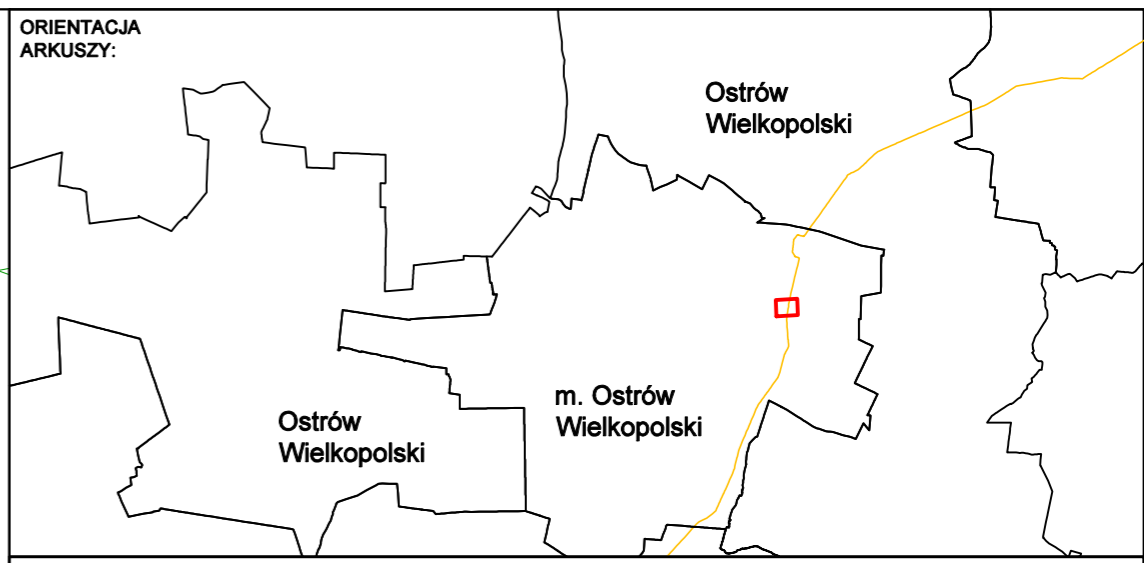 ORIENTACJA
ARKUSZY:
Ostrów
Wielkopolski
m. Ostrów
Wielkopolski
Ostrów
Wielkopolski